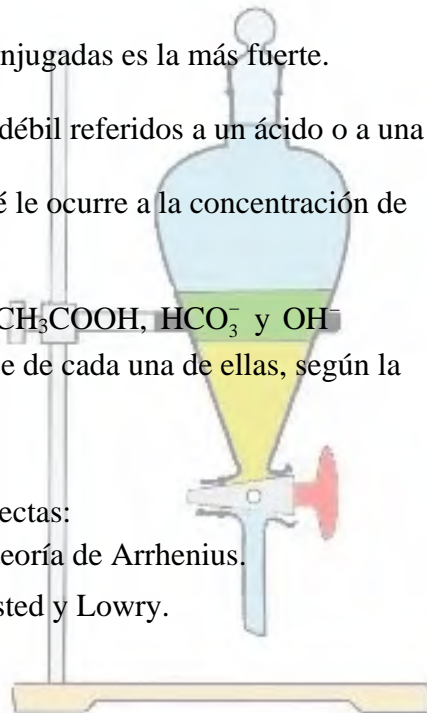 njugadas es la más fuerte.
débil referidos a un ácido o a una
é le ocurre a la concentración de
CH₃COOH, HCO₃⁻ y OH⁻
e de cada una de ellas, según la
ectas:
eoría de Arrhenius.
sted y Lowry.